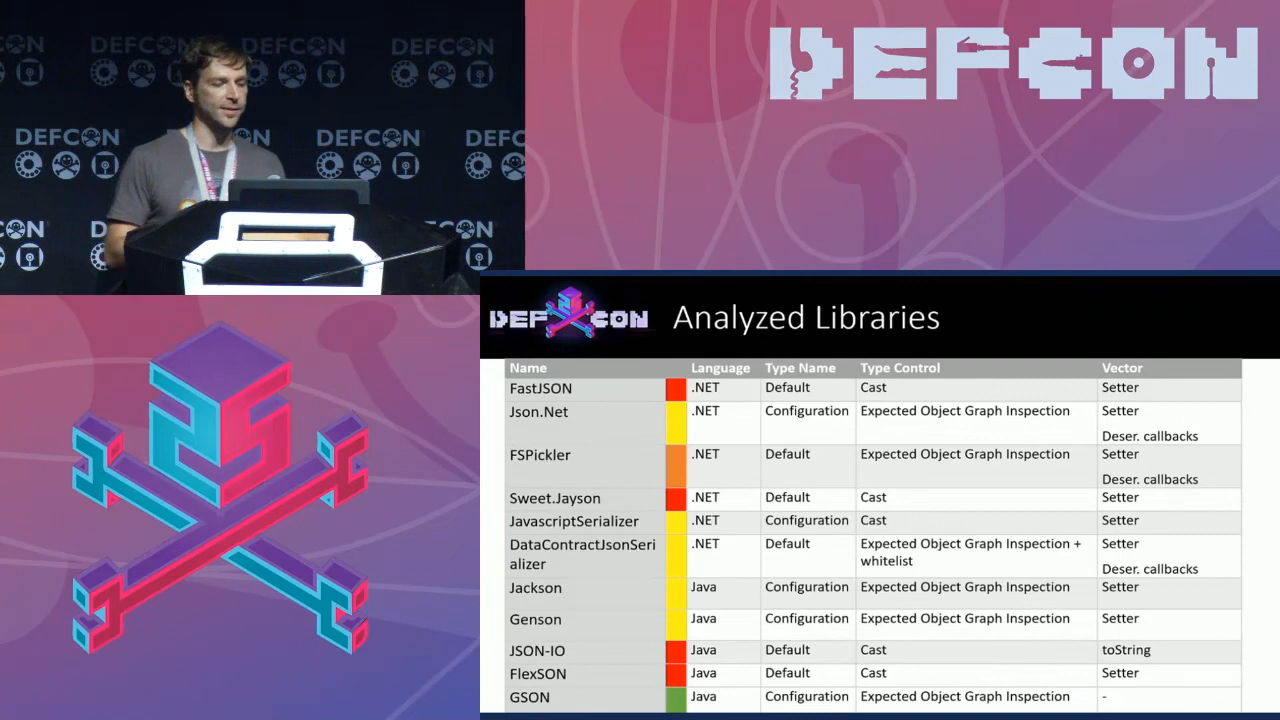 DEFCON DEFCON DEFCON
DEFCON DEFCON
DEFCON
DEFCON
DEFCON
Analyzed Libraries
Name Language Type Name Type Control Vector
FastJSON .NET Default Cast Setter
Json.Net .NET Configuration Expected Object Graph Inspection Setter
Deser. callbacks
FSPickler .NET Default Expected Object Graph Inspection Setter
Deser. callbacks
Sweet.Jayson .NET Default Cast Setter
JavascriptSerializer .NET Configuration Cast Setter
DataContractJsonSeri .NET Default Expected Object Graph Inspection + Setter
alizer whitelist
Deser. callbacks
Jackson Java Configuration Expected Object Graph Inspection Setter
Genson Java Configuration Expected Object Graph Inspection Setter
JSON-IO Java Default Cast toString
FlexSON Java Default Cast Setter
GSON Java Configuration Expected Object Graph Inspection -